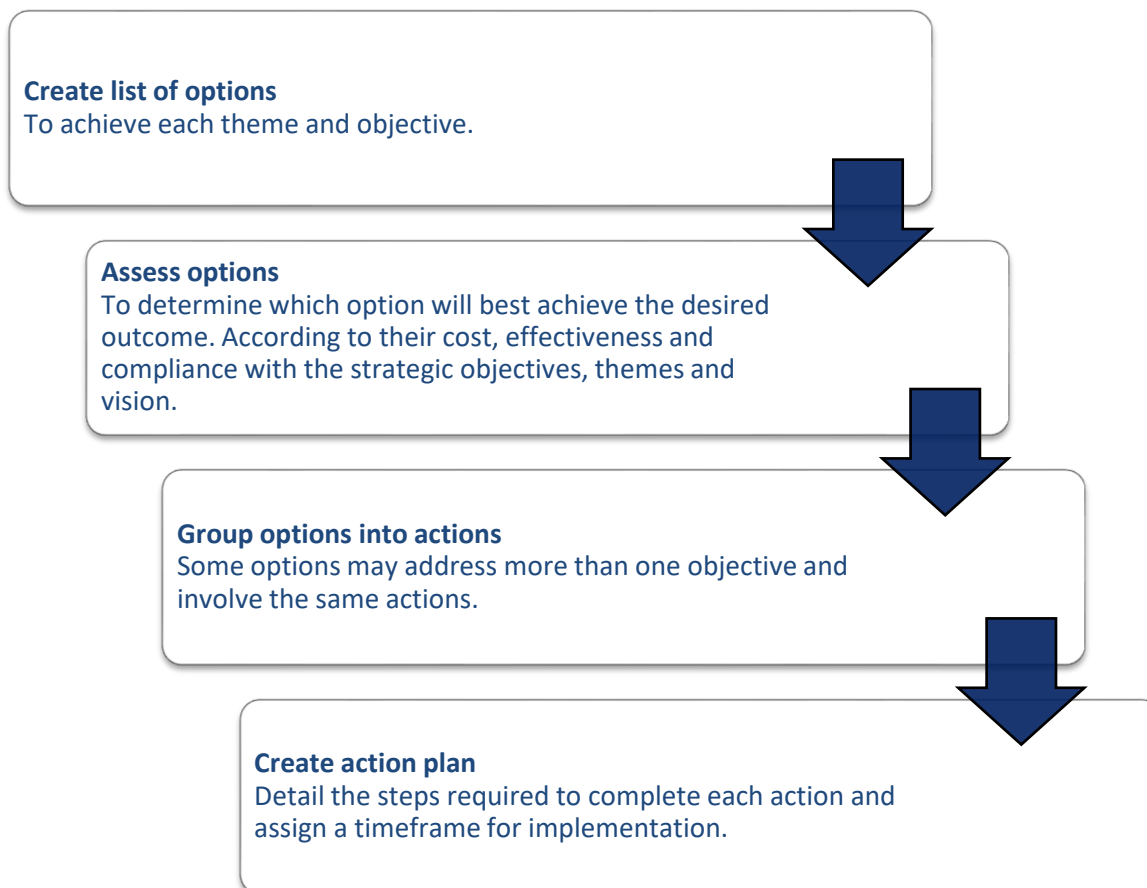 Create list of options
To achieve each theme and objective.
Assess options
To determine which option will best achieve the desired
outcome. According to their cost, effectiveness and
compliance with the strategic objectives, themes and
vision.
Group options into actions
Some options may address more than one objective and
involve the same actions.
Create action plan
Detail the steps required to complete each action and
assign a timeframe for implementation.